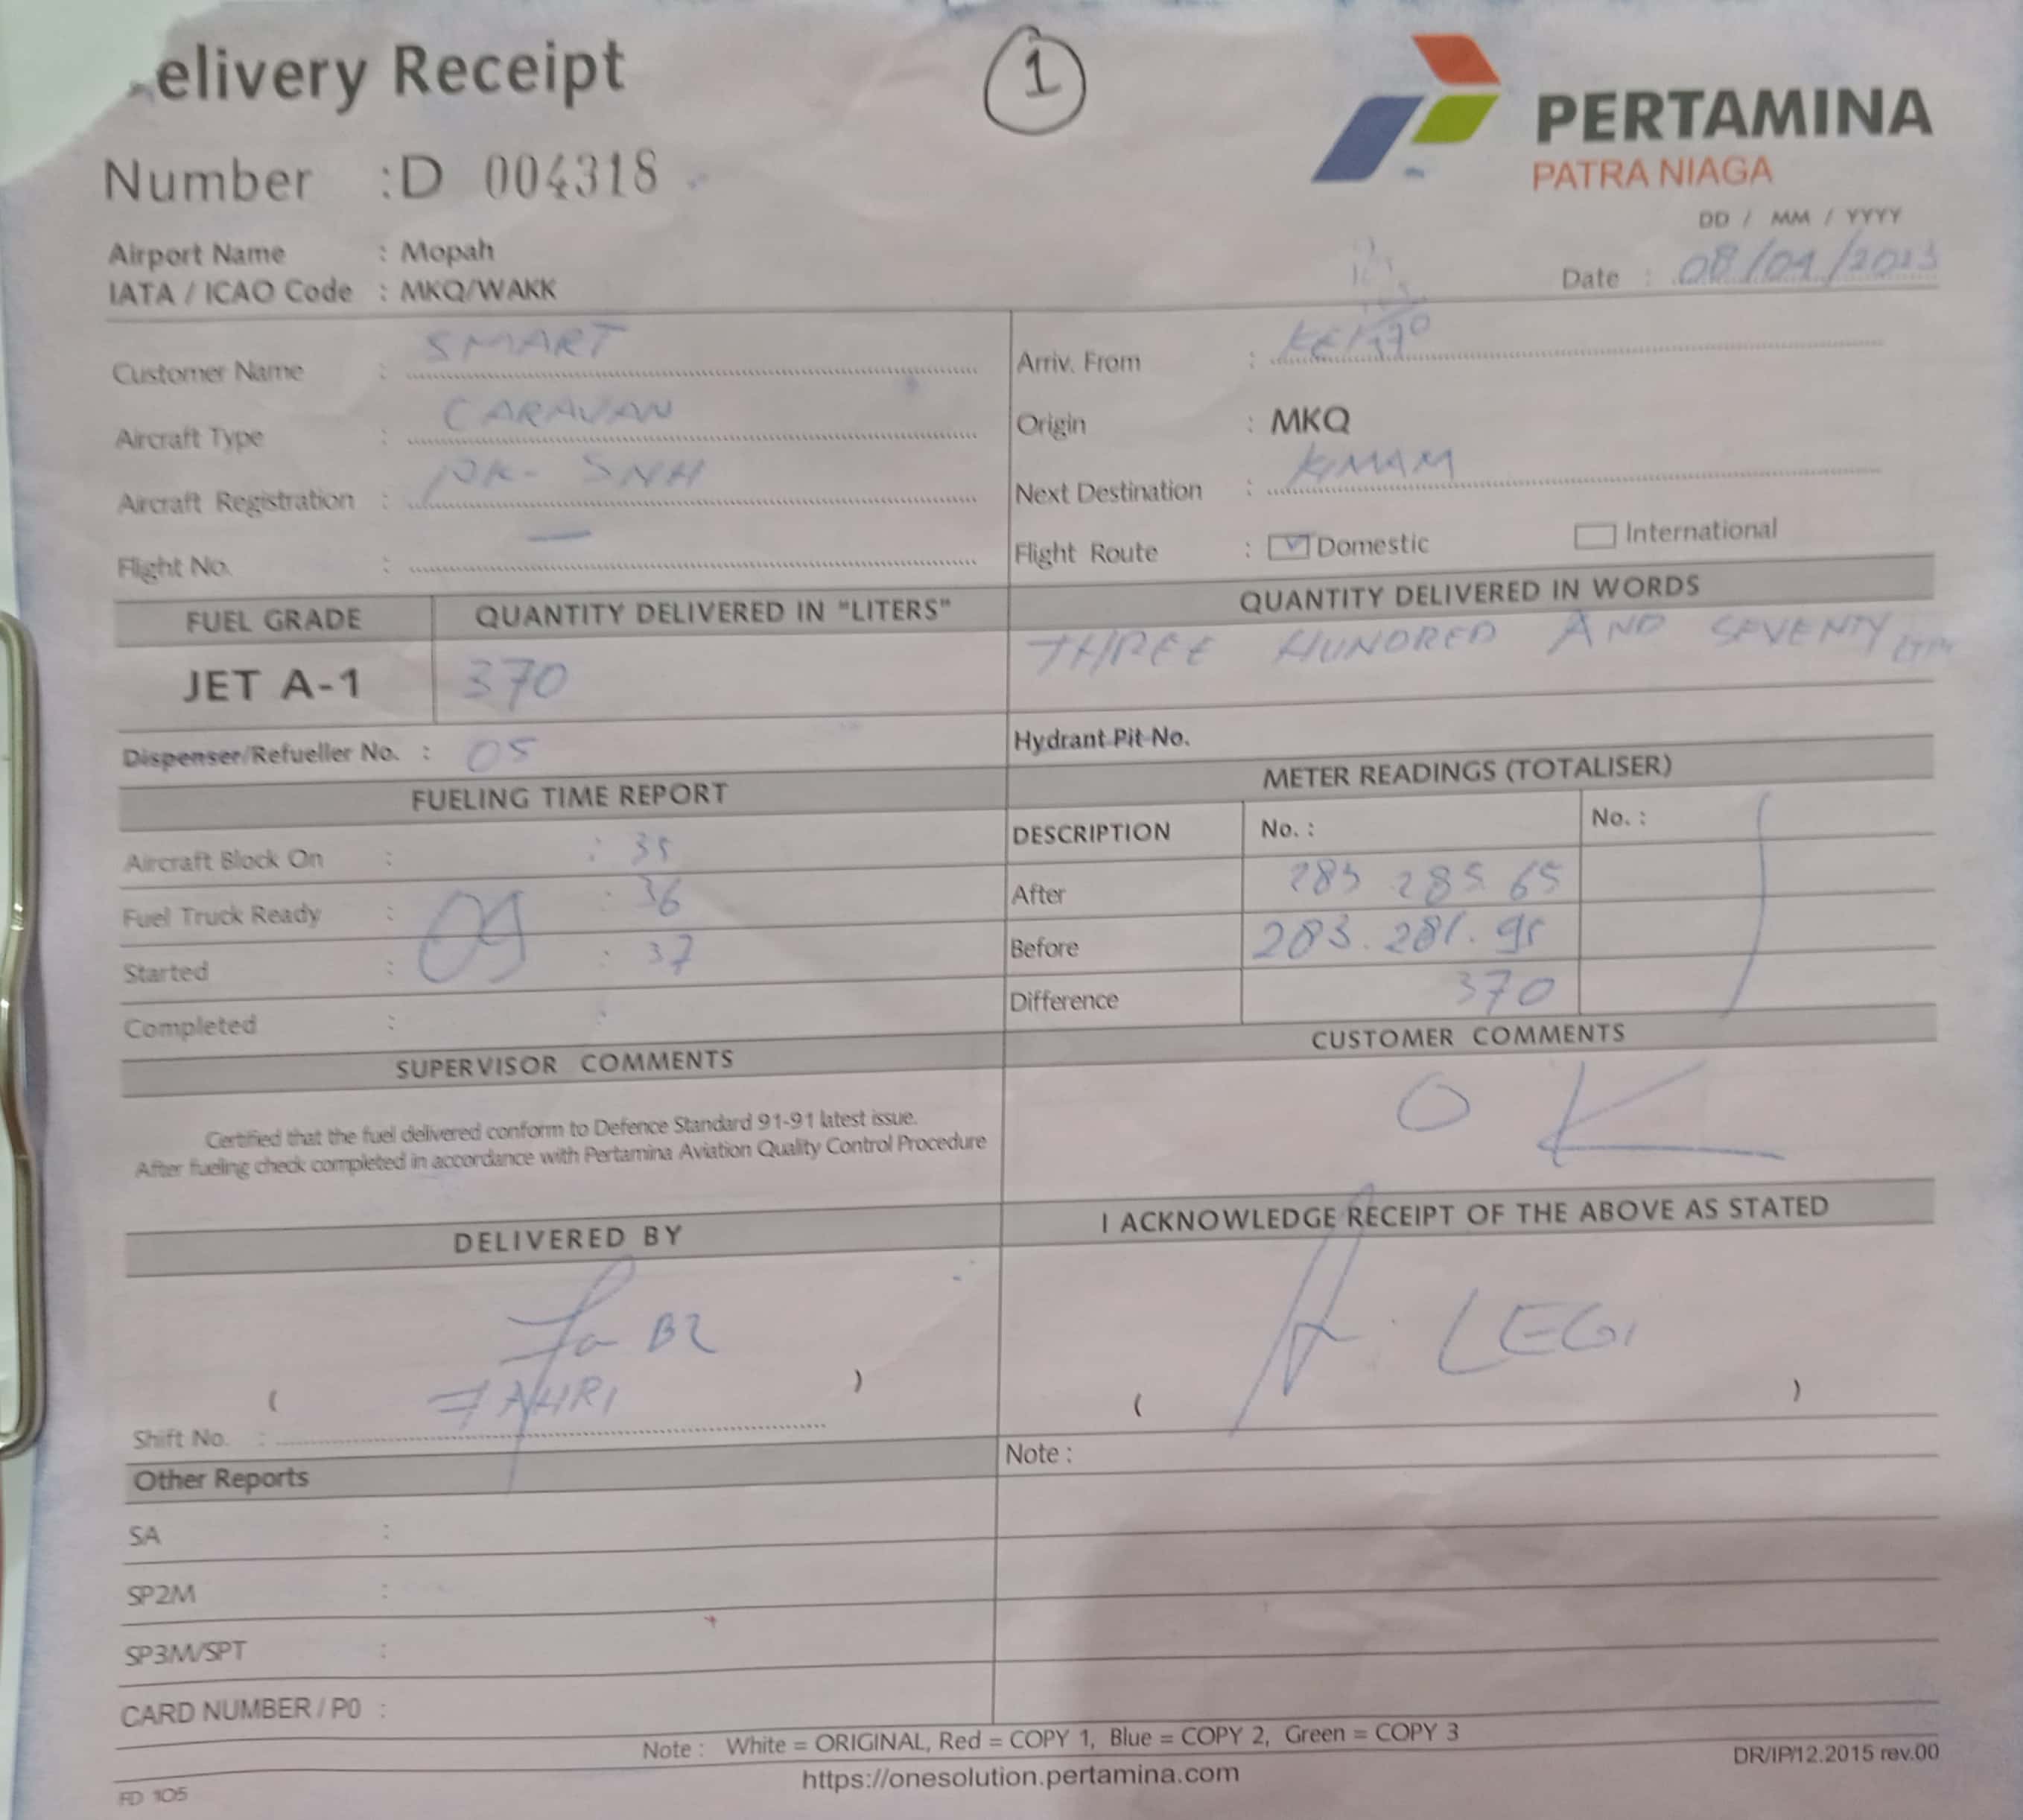 elivery Receipt
1
PERTAMINA
PATRA NIAGA
Number : D 004318
DD / MM / YYYY
Airport Name : Mopah
Date :
IATA / ICAO Code : MKQ/WAKK
Customer Name : SMART
Arriv. From :
Aircraft Type : CARAVAN
Origin : MKQ
Aircraft Registration : PK- SNH
Next Destination : KIMAM
Flight No. : —
Flight Route : Domestic International
FUEL GRADE QUANTITY DELIVERED IN "LITERS" QUANTITY DELIVERED IN WORDS
JET A-1 370 THREE HUNDRED AND SEVENTY
Dispenser/Refueller No. : 05
Hydrant Pit No.
FUELING TIME REPORT
METER READINGS (TOTALISER)
DESCRIPTION No. : No. :
Aircraft Block On : : 35
After 283 285 65
Fuel Truck Ready : 09 : 36
Before 283. 281. 95
Started : : 37
Difference 370
Completed : :
SUPERVISOR COMMENTS
CUSTOMER COMMENTS
Certified that the fuel delivered conform to Defence Standard 91-91 latest issue.
After fueling check completed in accordance with Pertamina Aviation Quality Control Procedure
O K
DELIVERED BY
I ACKNOWLEDGE RECEIPT OF THE ABOVE AS STATED
LEGI
( FAHRI )
( )
Shift No. :
Note :
Other Reports
SA :
SP2M :
SP3M/SPT :
CARD NUMBER / P0 :
Note : White = ORIGINAL, Red = COPY 1, Blue = COPY 2, Green = COPY 3
https://onesolution.pertamina.com
DR/IP/12.2015 rev.00
FD 105